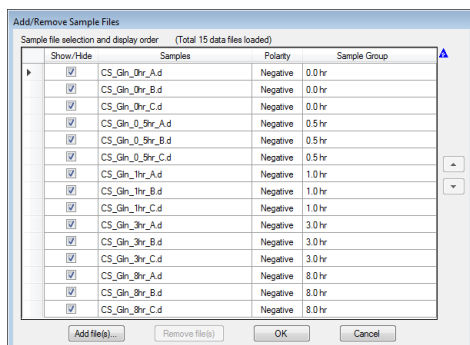 Add/Remove Sample Files
Sample file selection and display order (Total 15 data files loaded)
Show/Hide Samples Polarity Sample Group
CS_Gln_0hr_A.d Negative 0.0 hr
CS_Gln_0hr_B.d Negative 0.0 hr
CS_Gln_0hr_C.d Negative 0.0 hr
CS_Gln_0_5hr_A.d Negative 0.5 hr
CS_Gln_0_5hr_B.d Negative 0.5 hr
CS_Gln_0_5hr_C.d Negative 0.5 hr
CS_Gln_1hr_A.d Negative 1.0 hr
CS_Gln_1hr_B.d Negative 1.0 hr
CS_Gln_1hr_C.d Negative 1.0 hr
CS_Gln_3hr_A.d Negative 3.0 hr
CS_Gln_3hr_B.d Negative 3.0 hr
CS_Gln_3hr_C.d Negative 3.0 hr
CS_Gln_8hr_A.d Negative 8.0 hr
CS_Gln_8hr_B.d Negative 8.0 hr
CS_Gln_8hr_C.d Negative 8.0 hr
Add file(s)... Remove file(s) OK Cancel